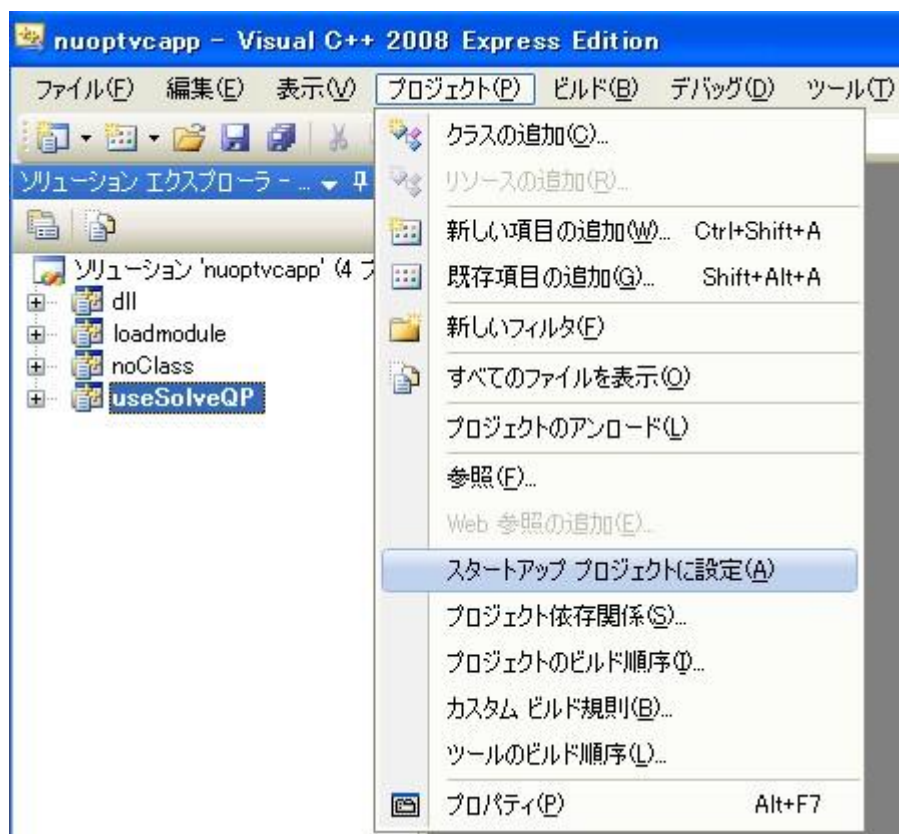 nuoptvcapp - Visual C++ 2008 Express Edition
ファイル(F) 編集(E) 表示(V) プロジェクト(P) ビルド(B) デバッグ(D) ツール(T)
ソリューション エクスプローラ - ...
ソリューション 'nuoptvcapp' (4 プ
dll
loadmodule
noClass
useSolveQP
クラスの追加(C)...
リソースの追加(R)...
新しい項目の追加(W)... Ctrl+Shift+A
既存項目の追加(G)... Shift+Alt+A
新しいフィルタ(F)
すべてのファイルを表示(O)
プロジェクトのアンロード(L)
参照(F)...
Web 参照の追加(E)...
スタートアップ プロジェクトに設定(A)
プロジェクト依存関係(S)...
プロジェクトのビルド順序(I)...
カスタム ビルド規則(B)...
ツールのビルド順序(L)...
プロパティ(P) Alt+F7